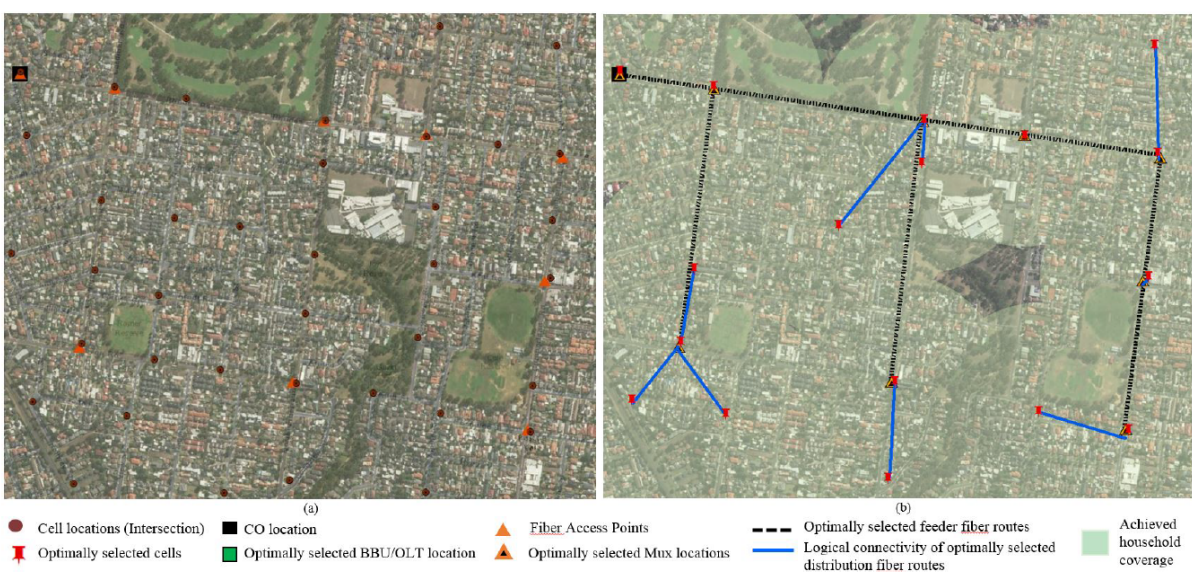 (a)
(b)
Cell locations (Intersection)
CO location
Fiber Access Points
Optimally selected feeder fiber routes
Achieved
household
coverage
Optimally selected cells
Optimally selected BBU/OLT location
Optimally selected Mux locations
Logical connectivity of optimally selected
distribution fiber routes